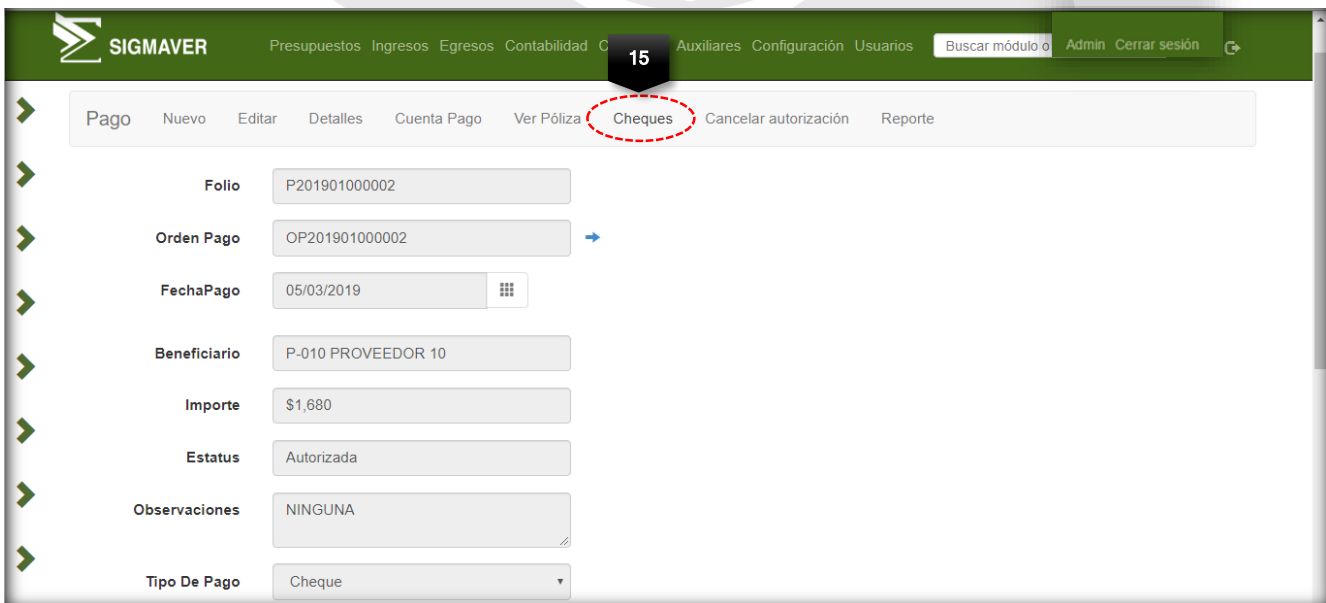 SIGMAVER Presupuestos Ingresos Egresos Contabilidad C Auxiliares Configuración Usuarios Buscar módulo o Admin Cerrar sesión
15
Pago Nuevo Editar Detalles Cuenta Pago Ver Póliza Cheques Cancelar autorización Reporte
Folio P201901000002
Orden Pago OP201901000002
FechaPago 05/03/2019
Beneficiario P-010 PROVEEDOR 10
Importe $1,680
Estatus Autorizada
Observaciones NINGUNA
Tipo De Pago Cheque